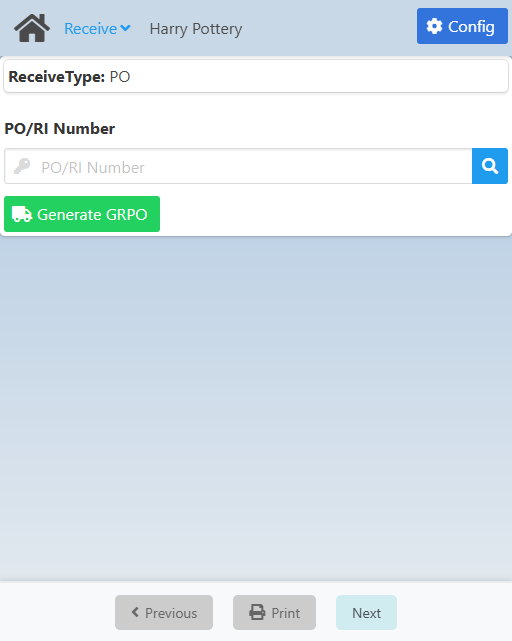 Receive Harry Pottery Config
ReceiveType: PO
PO/RI Number
PO/RI Number
Generate GRPO
Previous Print Next